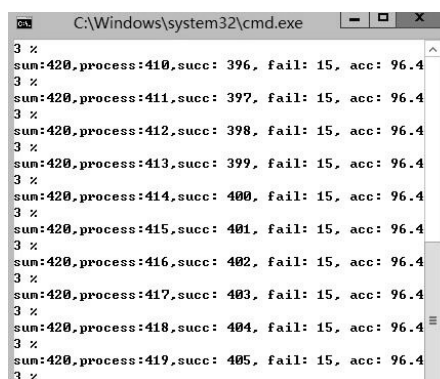 C:\Windows\system32\cmd.exe
3 %
sum:420,process:410,succ: 396, fail: 15, acc: 96.4
3 %
sum:420,process:411,succ: 397, fail: 15, acc: 96.4
3 %
sum:420,process:412,succ: 398, fail: 15, acc: 96.4
3 %
sum:420,process:413,succ: 399, fail: 15, acc: 96.4
3 %
sum:420,process:414,succ: 400, fail: 15, acc: 96.4
3 %
sum:420,process:415,succ: 401, fail: 15, acc: 96.4
3 %
sum:420,process:416,succ: 402, fail: 15, acc: 96.4
3 %
sum:420,process:417,succ: 403, fail: 15, acc: 96.4
3 %
sum:420,process:418,succ: 404, fail: 15, acc: 96.4
3 %
sum:420,process:419,succ: 405, fail: 15, acc: 96.4
3 %